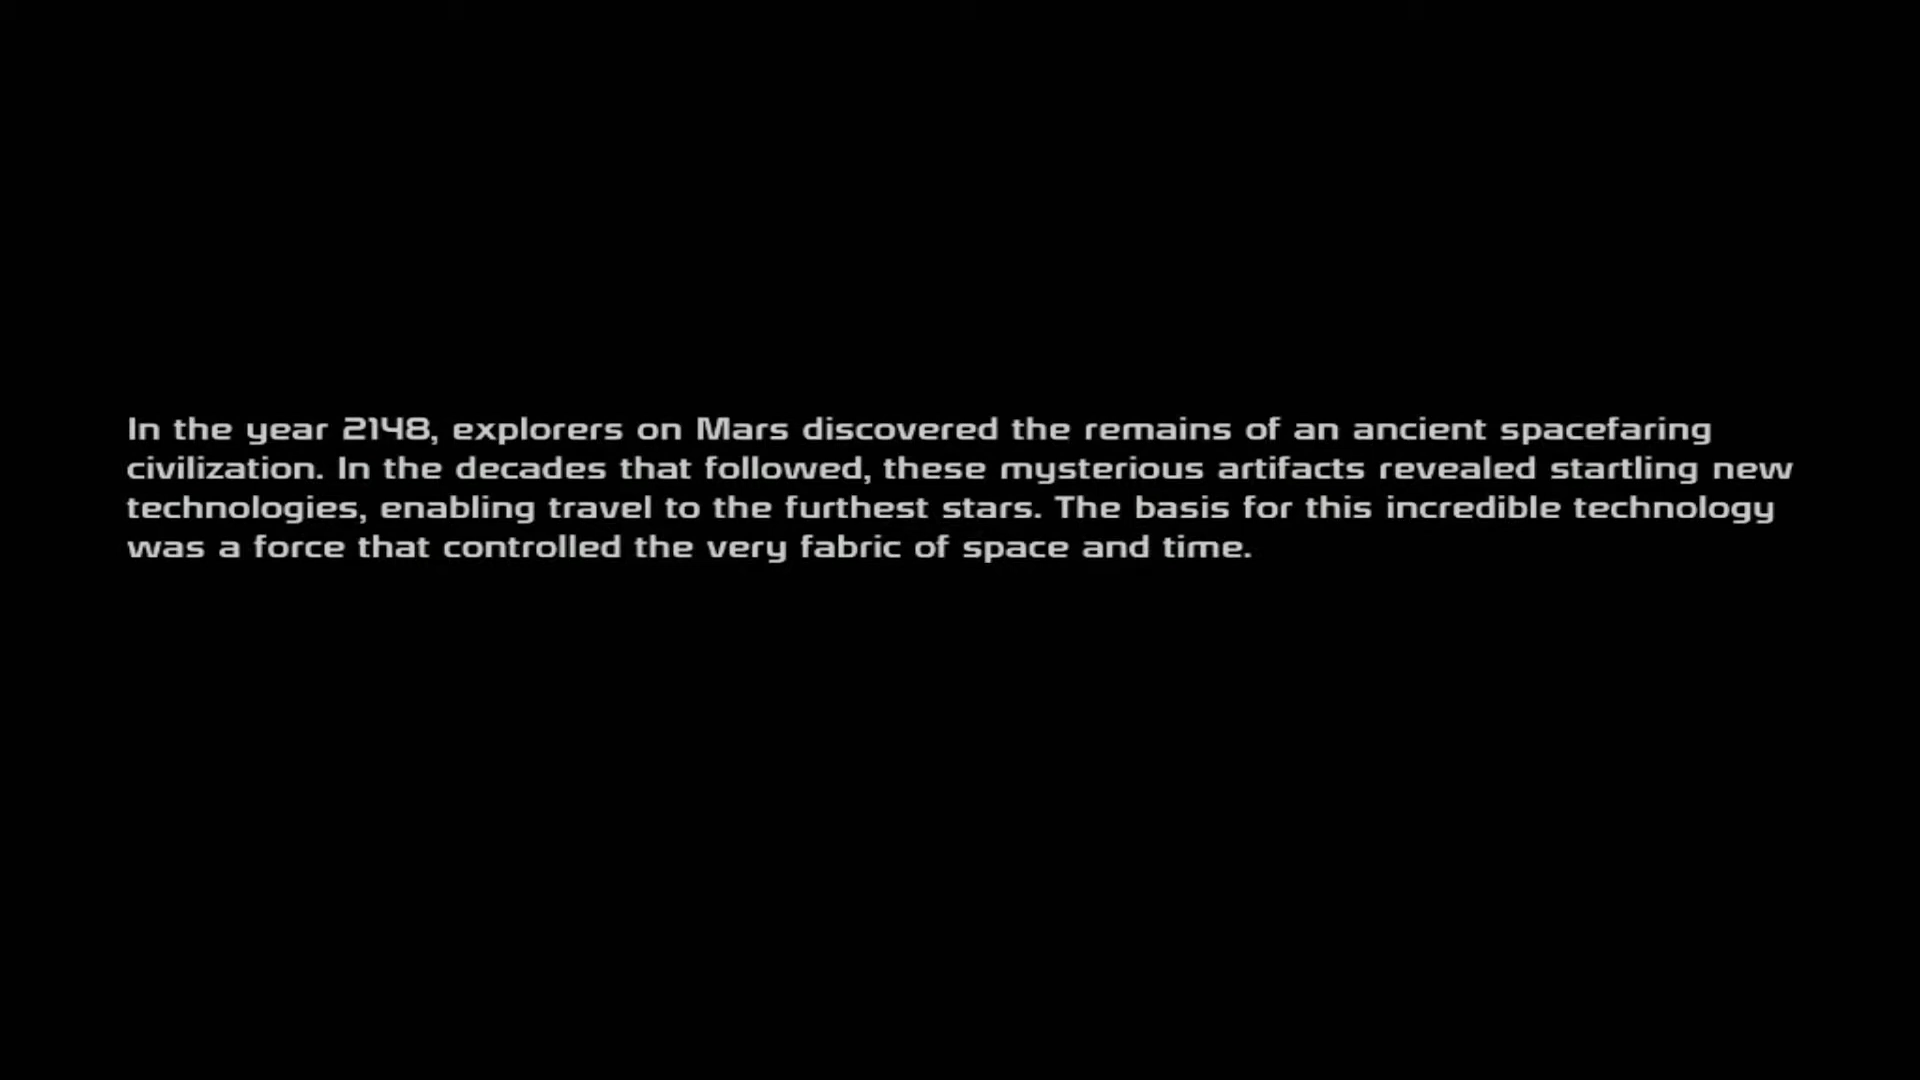 In the year 2148, explorers on Mars discovered the remains of an ancient spacefaring
civilization. In the decades that followed, these mysterious artifacts revealed startling new
technologies, enabling travel to the furthest stars. The basis for this incredible technology
was a force that controlled the very fabric of space and time.